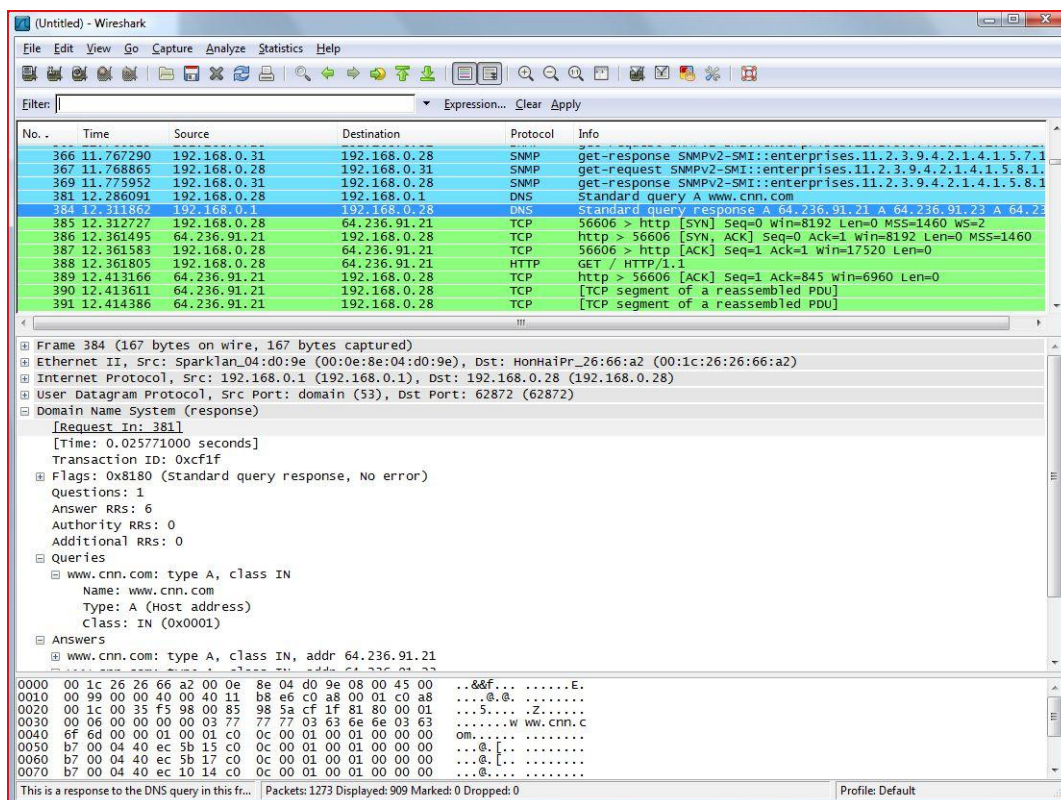 (Untitled) - Wireshark
File Edit View Go Capture Analyze Statistics Help
Filter: Expression... Clear Apply
No. . Time Source Destination Protocol Info
366 11.767290 192.168.0.31 192.168.0.28 SNMP get-response SNMPv2-SMI::enterprises.11.2.3.9.4.2.1.4.1.5.7.1
367 11.768865 192.168.0.28 192.168.0.31 SNMP get-request SNMPv2-SMI::enterprises.11.2.3.9.4.2.1.4.1.5.8.1.
369 11.775952 192.168.0.31 192.168.0.28 SNMP get-response SNMPv2-SMI::enterprises.11.2.3.9.4.2.1.4.1.5.8.1
381 12.286091 192.168.0.28 192.168.0.1 DNS Standard query A www.cnn.com
384 12.311862 192.168.0.1 192.168.0.28 DNS Standard query response A 64.236.91.21 A 64.236.91.23 A 64.23
385 12.312727 192.168.0.28 64.236.91.21 TCP 56606 > http [SYN] Seq=0 Win=8192 Len=0 MSS=1460 WS=2
386 12.361495 64.236.91.21 192.168.0.28 TCP http > 56606 [SYN, ACK] Seq=0 Ack=1 Win=8192 Len=0 MSS=1460
387 12.361583 192.168.0.28 64.236.91.21 TCP 56606 > http [ACK] Seq=1 Ack=1 Win=17520 Len=0
388 12.361805 192.168.0.28 64.236.91.21 HTTP GET / HTTP/1.1
389 12.413166 64.236.91.21 192.168.0.28 TCP http > 56606 [ACK] Seq=1 Ack=845 Win=6960 Len=0
390 12.413611 64.236.91.21 192.168.0.28 TCP [TCP segment of a reassembled PDU]
391 12.414386 64.236.91.21 192.168.0.28 TCP [TCP segment of a reassembled PDU]
Frame 384 (167 bytes on wire, 167 bytes captured)
Ethernet II, Src: Sparklan_04:d0:9e (00:0e:8e:04:d0:9e), Dst: HonHaiPr_26:66:a2 (00:1c:26:26:66:a2)
Internet Protocol, Src: 192.168.0.1 (192.168.0.1), Dst: 192.168.0.28 (192.168.0.28)
User Datagram Protocol, Src Port: domain (53), Dst Port: 62872 (62872)
Domain Name System (response)
[Request In: 381]
[Time: 0.025771000 seconds]
Transaction ID: 0xcf1f
Flags: 0x8180 (Standard query response, No error)
Questions: 1
Answer RRs: 6
Authority RRs: 0
Additional RRs: 0
Queries
www.cnn.com: type A, class IN
Name: www.cnn.com
Type: A (Host address)
Class: IN (0x0001)
Answers
www.cnn.com: type A, class IN, addr 64.236.91.21
0000 00 1c 26 26 66 a2 00 0e 8e 04 d0 9e 08 00 45 00 ..&&f... ......E.
0010 00 99 00 00 40 00 40 11 b8 e6 c0 a8 00 01 c0 a8 ....@.@. ........
0020 00 1c 00 35 f5 98 00 85 98 5a cf 1f 81 80 00 01 ...5.... .Z......
0030 00 06 00 00 00 00 03 77 77 77 03 63 6e 6e 03 63 .......w ww.cnn.c
0040 6f 6d 00 00 01 00 01 c0 0c 00 01 00 01 00 00 00 om...... ........
0050 b7 00 04 40 ec 5b 15 c0 0c 00 01 00 01 00 00 00 ...@.[.. ........
0060 b7 00 04 40 ec 5b 17 c0 0c 00 01 00 01 00 00 00 ...@.[.. ........
0070 b7 00 04 40 ec 10 14 c0 0c 00 01 00 01 00 00 00 ...@.... ........
This is a response to the DNS query in this fr... Packets: 1273 Displayed: 909 Marked: 0 Dropped: 0 Profile: Default